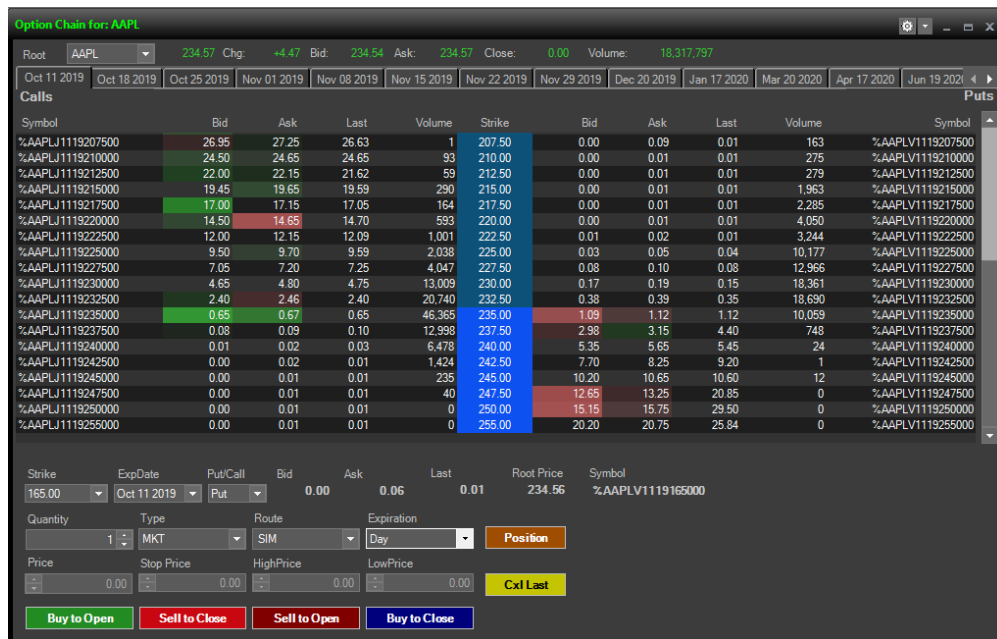 Option Chain for: AAPL
Root AAPL 234.57 Chg: +4.47 Bid: 234.54 Ask: 234.57 Close: 0.00 Volume: 18,317,797
Oct 11 2019 Oct 18 2019 Oct 25 2019 Nov 01 2019 Nov 08 2019 Nov 15 2019 Nov 22 2019 Nov 29 2019 Dec 20 2019 Jan 17 2020 Mar 20 2020 Apr 17 2020 Jun 19 202
Calls Puts
Symbol Bid Ask Last Volume Strike Bid Ask Last Volume Symbol
%AAPLJ1119207500 26.95 27.25 26.63 1 207.50 0.00 0.09 0.01 163 %AAPLV1119207500
%AAPLJ1119210000 24.50 24.65 24.65 93 210.00 0.00 0.01 0.01 275 %AAPLV1119210000
%AAPLJ1119212500 22.00 22.15 21.62 59 212.50 0.00 0.01 0.01 279 %AAPLV1119212500
%AAPLJ1119215000 19.45 19.65 19.59 290 215.00 0.00 0.01 0.01 1,963 %AAPLV1119215000
%AAPLJ1119217500 17.00 17.15 17.05 164 217.50 0.00 0.01 0.01 2,285 %AAPLV1119217500
%AAPLJ1119220000 14.50 14.65 14.70 593 220.00 0.00 0.01 0.01 4,050 %AAPLV1119220000
%AAPLJ1119222500 12.00 12.15 12.09 1,001 222.50 0.01 0.02 0.01 3,244 %AAPLV1119222500
%AAPLJ1119225000 9.50 9.70 9.59 2,038 225.00 0.03 0.05 0.04 10,177 %AAPLV1119225000
%AAPLJ1119227500 7.05 7.20 7.25 4,047 227.50 0.08 0.10 0.08 12,966 %AAPLV1119227500
%AAPLJ1119230000 4.65 4.80 4.75 13,009 230.00 0.17 0.19 0.15 18,361 %AAPLV1119230000
%AAPLJ1119232500 2.40 2.46 2.40 20,740 232.50 0.38 0.39 0.35 18,690 %AAPLV1119232500
%AAPLJ1119235000 0.65 0.67 0.65 46,365 235.00 1.09 1.12 1.12 10,059 %AAPLV1119235000
%AAPLJ1119237500 0.08 0.09 0.10 12,998 237.50 2.98 3.15 4.40 748 %AAPLV1119237500
%AAPLJ1119240000 0.01 0.02 0.03 6,478 240.00 5.35 5.65 5.45 24 %AAPLV1119240000
%AAPLJ1119242500 0.00 0.02 0.01 1,424 242.50 7.70 8.25 9.20 1 %AAPLV1119242500
%AAPLJ1119245000 0.00 0.01 0.01 235 245.00 10.20 10.65 10.60 12 %AAPLV1119245000
%AAPLJ1119247500 0.00 0.01 0.01 40 247.50 12.65 13.25 20.85 0 %AAPLV1119247500
%AAPLJ1119250000 0.00 0.01 0.01 0 250.00 15.15 15.75 29.50 0 %AAPLV1119250000
%AAPLJ1119255000 0.00 0.01 0.01 0 255.00 20.20 20.75 25.84 0 %AAPLV1119255000
Strike ExpDate Put/Call Bid Ask Last Root Price Symbol
165.00 Oct 11 2019 Put 0.00 0.06 0.01 234.56 %AAPLV1119165000
Quantity Type Route Expiration
1 MKT SIM Day Position
Price Stop Price HighPrice LowPrice
0.00 0.00 0.00 0.00 Cxl Last
Buy to Open Sell to Close Sell to Open Buy to Close